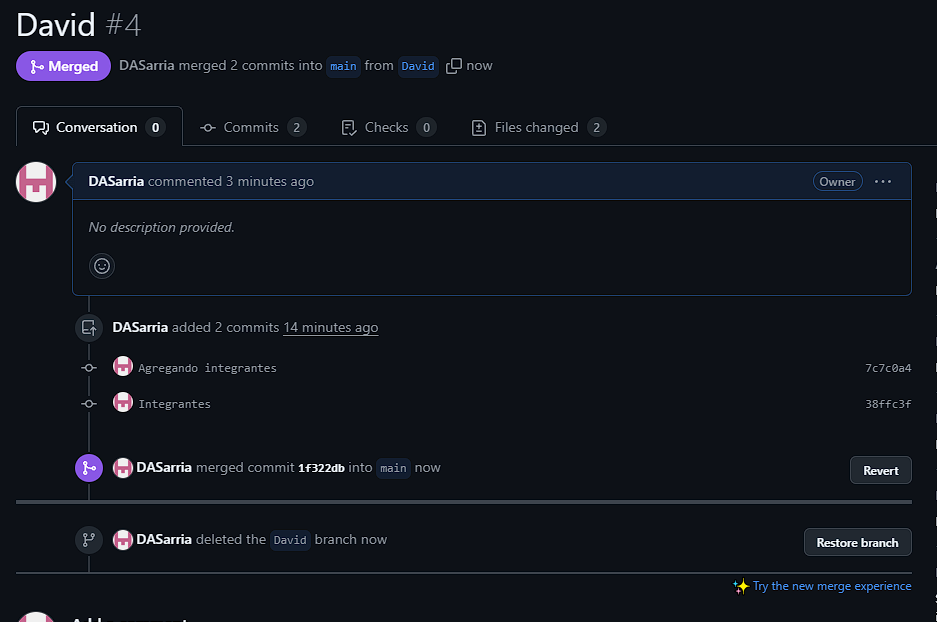 David #4
Merged DASarria merged 2 commits into main from David now
Conversation 0 Commits 2 Checks 0 Files changed 2
DASarria commented 3 minutes ago Owner ...
No description provided.
DASarria added 2 commits 14 minutes ago
Agregando integrantes 7c7c0a4
Integrantes 38ffc3f
DASarria merged commit 1f322db into main now Revert
DASarria deleted the David branch now Restore branch
Try the new merge experience